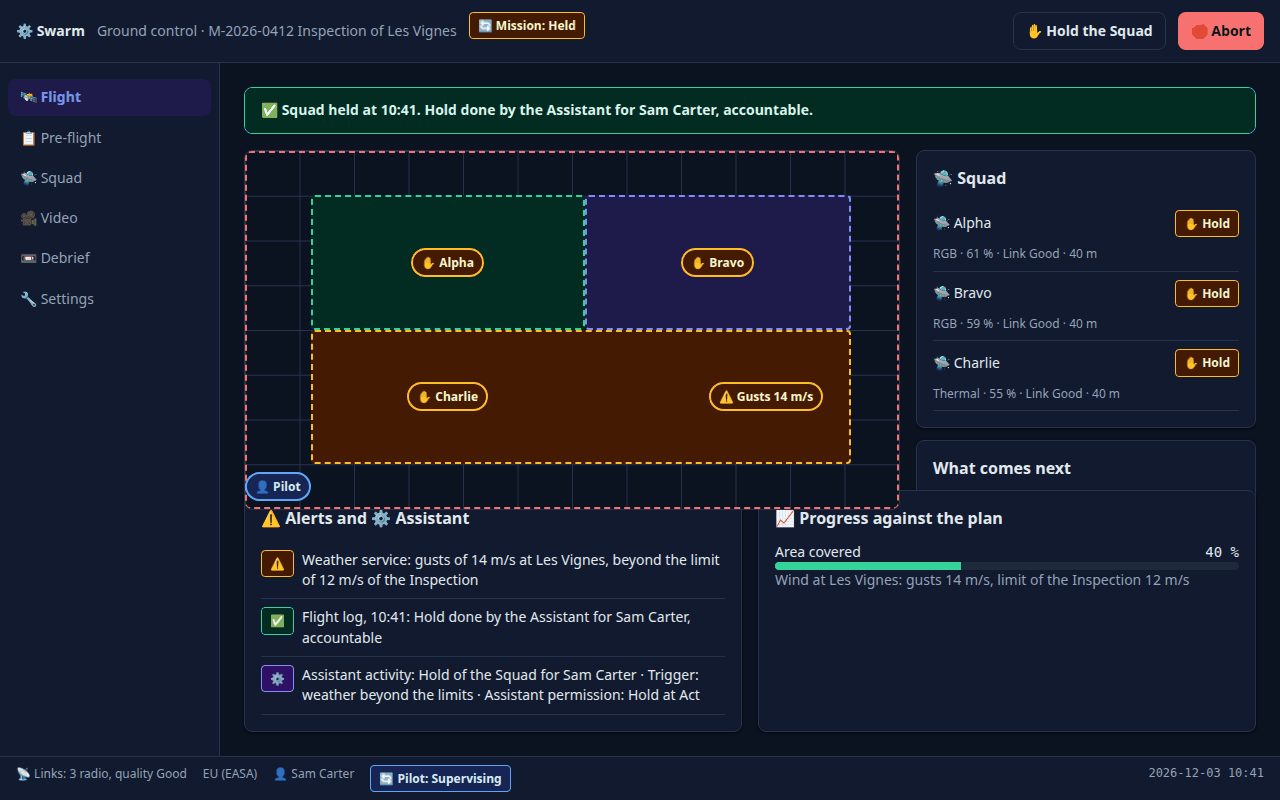 Swarm Ground control · M-2026-0412 Inspection of Les Vignes Mission: Held Hold the Squad Abort
Flight
Pre-flight
Squad
Video
Debrief
Settings
Squad held at 10:41. Hold done by the Assistant for Sam Carter, accountable.
Alpha
Bravo
Charlie
Gusts 14 m/s
Pilot
Squad
Alpha Hold
RGB · 61 % · Link Good · 40 m
Bravo Hold
RGB · 59 % · Link Good · 40 m
Charlie Hold
Thermal · 55 % · Link Good · 40 m
What comes next
Alerts and Assistant
Weather service: gusts of 14 m/s at Les Vignes, beyond the limit
of 12 m/s of the Inspection
Flight log, 10:41: Hold done by the Assistant for Sam Carter,
accountable
Assistant activity: Hold of the Squad for Sam Carter · Trigger:
weather beyond the limits · Assistant permission: Hold at Act
Progress against the plan
Area covered 40 %
Wind at Les Vignes: gusts 14 m/s, limit of the Inspection 12 m/s
Links: 3 radio, quality Good EU (EASA) Sam Carter Pilot: Supervising 2026-12-03 10:41